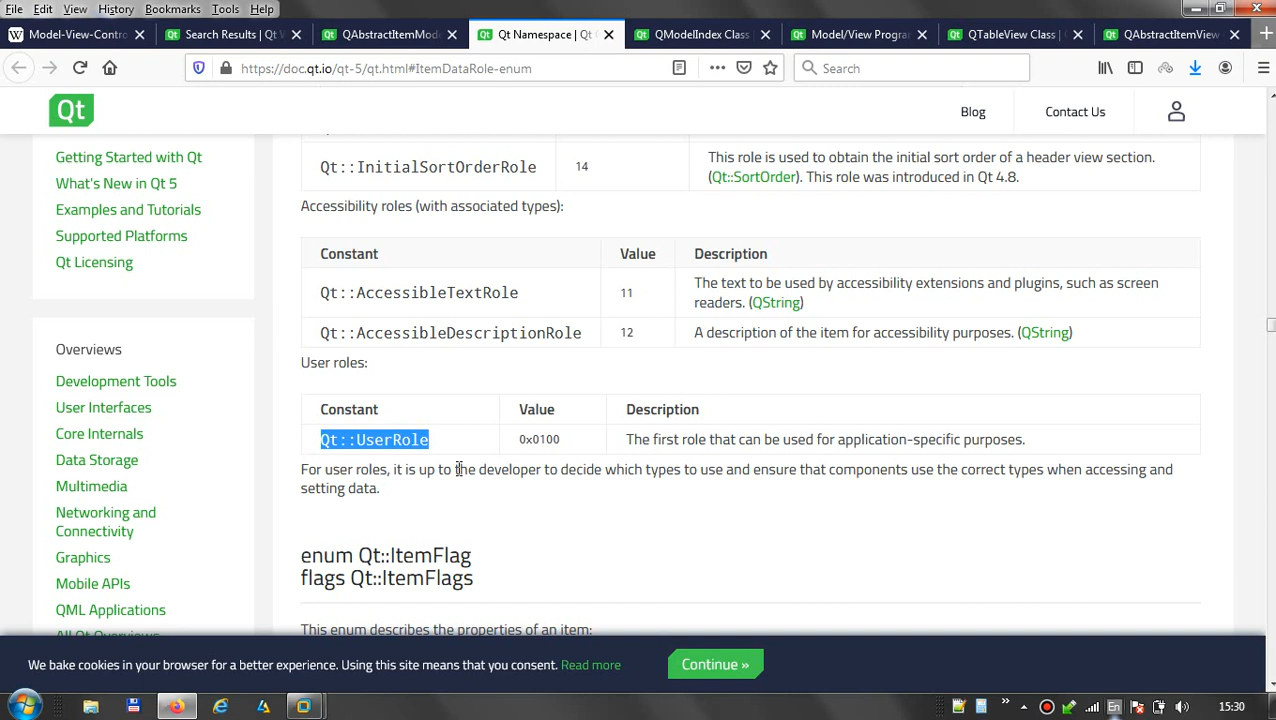 File Edit View History Bookmarks Tools Help
Model-View-Contro
Search Results | Qt W
QAbstractItemMode
Qt Namespace | Qt
QModelIndex Class |
Model/View Progra
QTableView Class | Q
QAbstractItemView
https://doc.qt.io/qt-5/qt.html#ItemDataRole-enum
Search
Qt
Blog
Contact Us
Getting Started with Qt
What's New in Qt 5
Examples and Tutorials
Supported Platforms
Qt Licensing
Overviews
Development Tools
User Interfaces
Core Internals
Data Storage
Multimedia
Networking and
Connectivity
Graphics
Mobile APIs
QML Applications
All Qt Overviews
Qt::InitialSortOrderRole 14 This role is used to obtain the initial sort order of a header view section.
(Qt::SortOrder). This role was introduced in Qt 4.8.
Accessibility roles (with associated types):
Constant Value Description
Qt::AccessibleTextRole 11 The text to be used by accessibility extensions and plugins, such as screen
readers. (QString)
Qt::AccessibleDescriptionRole 12 A description of the item for accessibility purposes. (QString)
User roles:
Constant Value Description
Qt::UserRole 0x0100 The first role that can be used for application-specific purposes.
For user roles, it is up to the developer to decide which types to use and ensure that components use the correct types when accessing and
setting data.
enum Qt::ItemFlag
flags Qt::ItemFlags
This enum describes the properties of an item:
We bake cookies in your browser for a better experience. Using this site means that you consent. Read more
Continue »
En
15:30